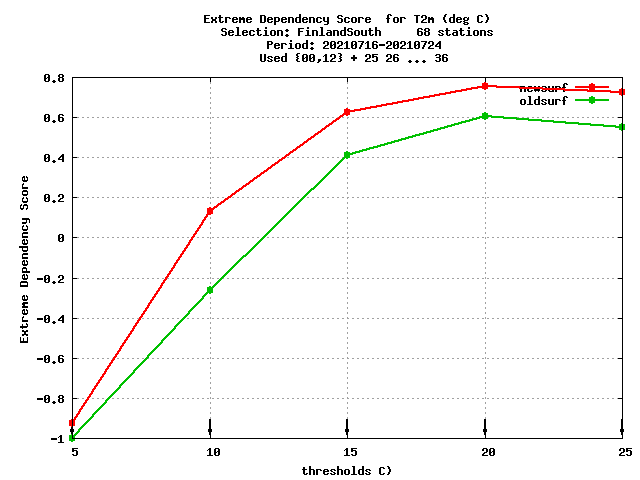 Extreme Dependency Score  for T2m (deg C)
Selection: FinlandSouth     68 stations
Period: 20210716-20210724
Used {00,12} + 25 26 ... 36
newsurf
oldsurf
Extreme Dependency Score
0.8
0.6
0.4
0.2
0
-0.2
-0.4
-0.6
-0.8
-1
5 10 15 20 25
thresholds C)